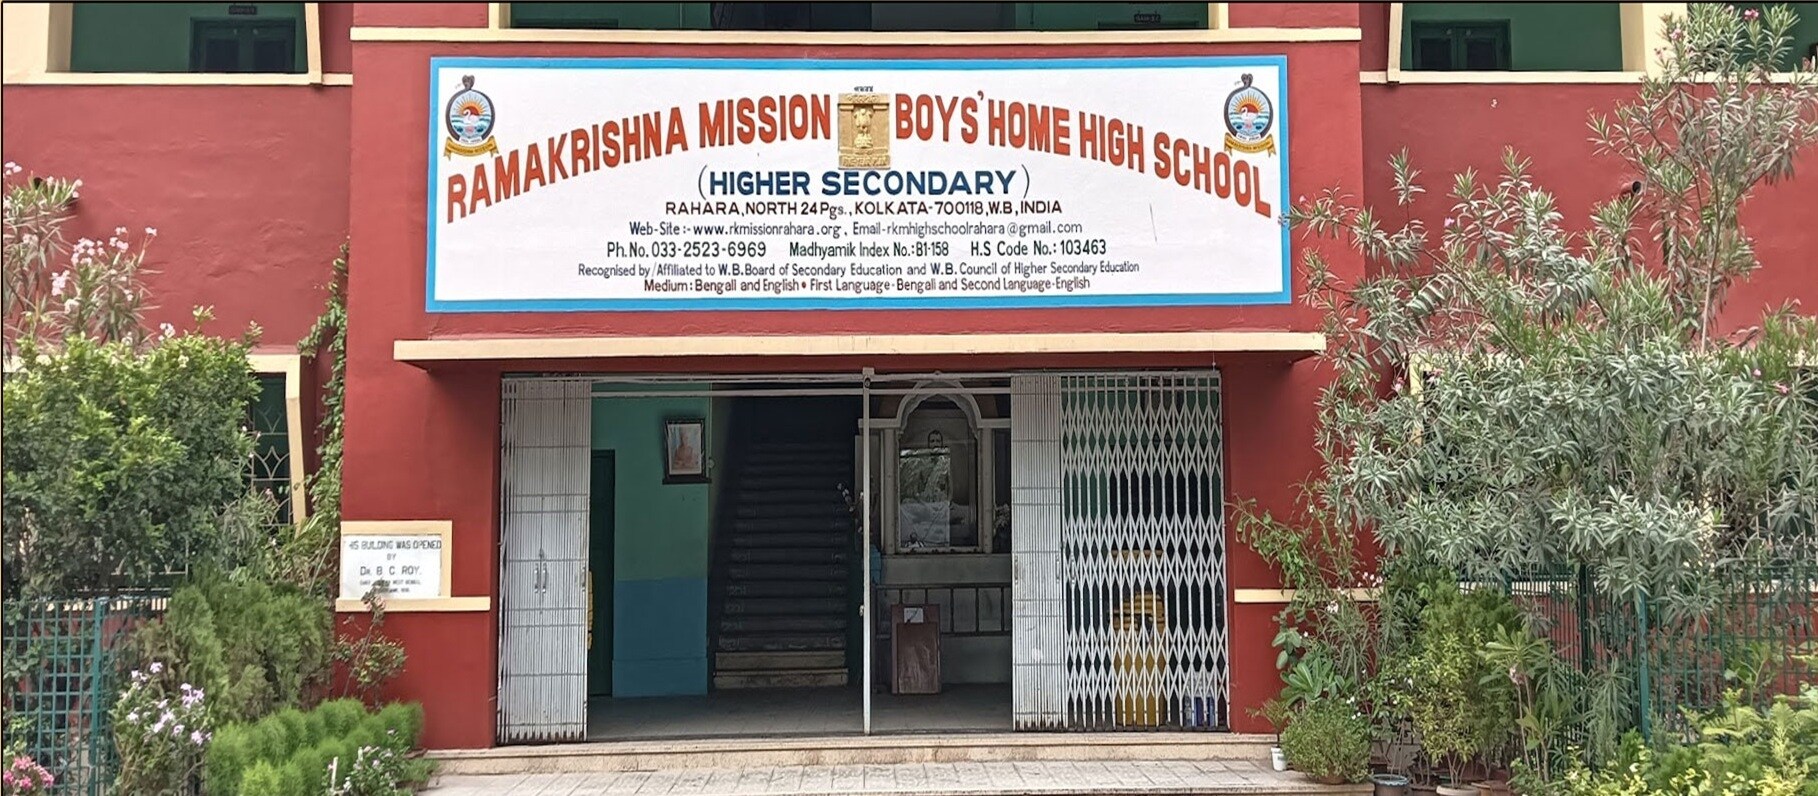 RAMAKRISHNA MISSION BOYS' HOME HIGH SCHOOL
(HIGHER SECONDARY)
RAHARA, NORTH 24 Pgs., KOLKATA-700118, W.B, INDIA
Web-Site :- www.rkmissionrahara.org, Email-rkmhighschoolrahara@gmail.com
Ph. No. 033-2523-6969 Madhyamik Index No.: B1-158 H.S Code No.: 103463
Recognised by/Affiliated to W.B. Board of Secondary Education and W.B. Council of Higher Secondary Education
Medium: Bengali and English • First Language-Bengali and Second Language-English
HIS BUILDING WAS OPENED
BY
DR. B C ROY.